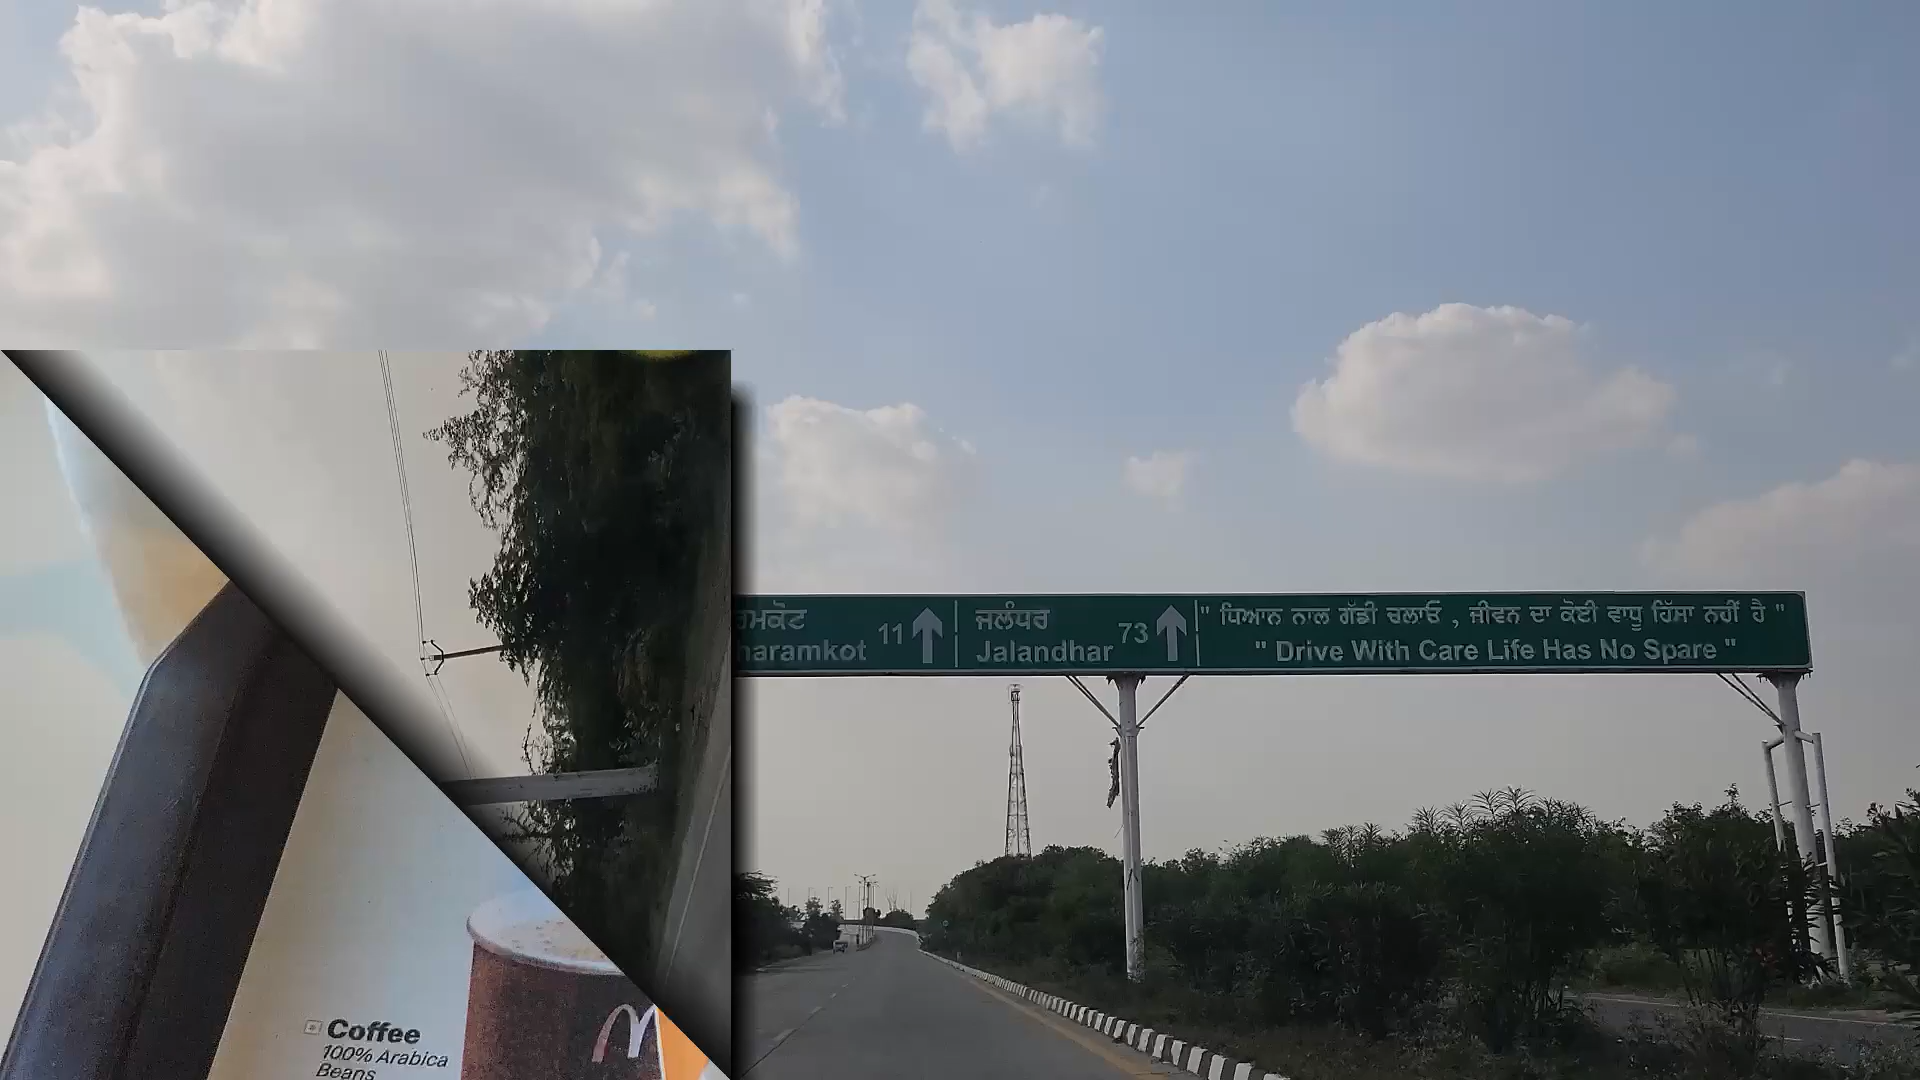 ਰਮਕੋਟ 11
haramkot
ਜਲੰਧਰ 73
Jalandhar
" ਧਿਆਨ ਨਾਲ ਗੱਡੀ ਚਲਾਓ , ਜੀਵਨ ਦਾ ਕੋਈ ਵਾਧੂ ਹਿੱਸਾ ਨਹੀਂ ਹੈ "
" Drive With Care Life Has No Spare "
Coffee
100% Arabica
Beans